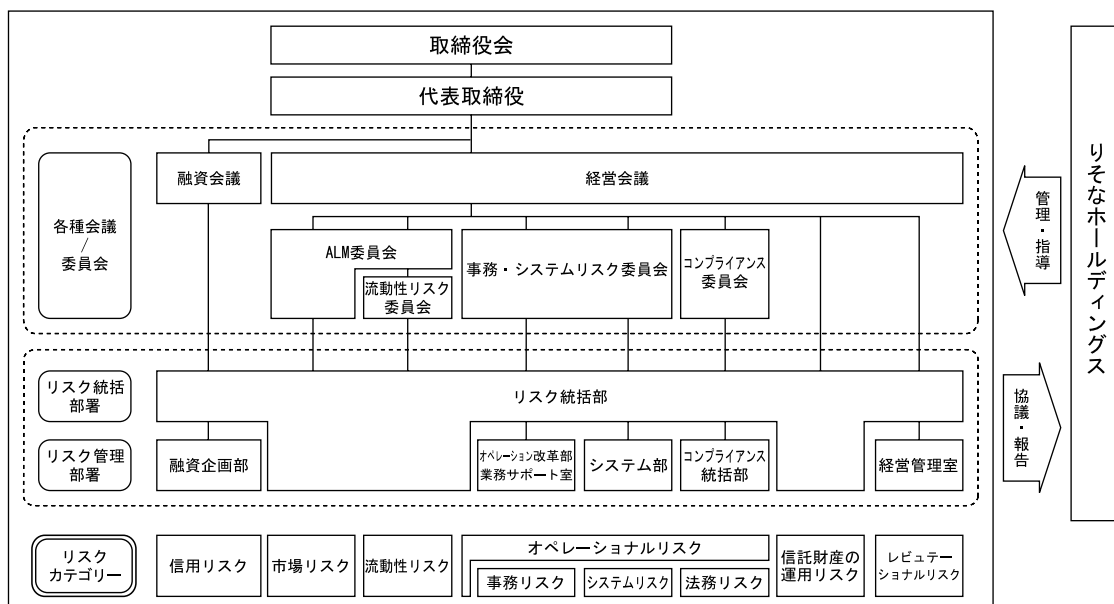 取締役会
代表取締役
各種会議
/
委員会
融資会議
経営会議
ALM委員会
流動性リスク
委員会
事務・システムリスク委員会
コンプライアンス
委員会
リスク統括
部署
リスク統括部
リスク管理
部署
融資企画部
オペレーション改革部
業務サポート室
システム部
コンプライアンス
統括部
経営管理室
リスク
カテゴリー
信用リスク
市場リスク
流動性リスク
オペレーショナルリスク
事務リスク
システムリスク
法務リスク
信託財産の
運用リスク
レピュテー
ショナルリスク
管理・指導
協議・報告
りそなホールディングス